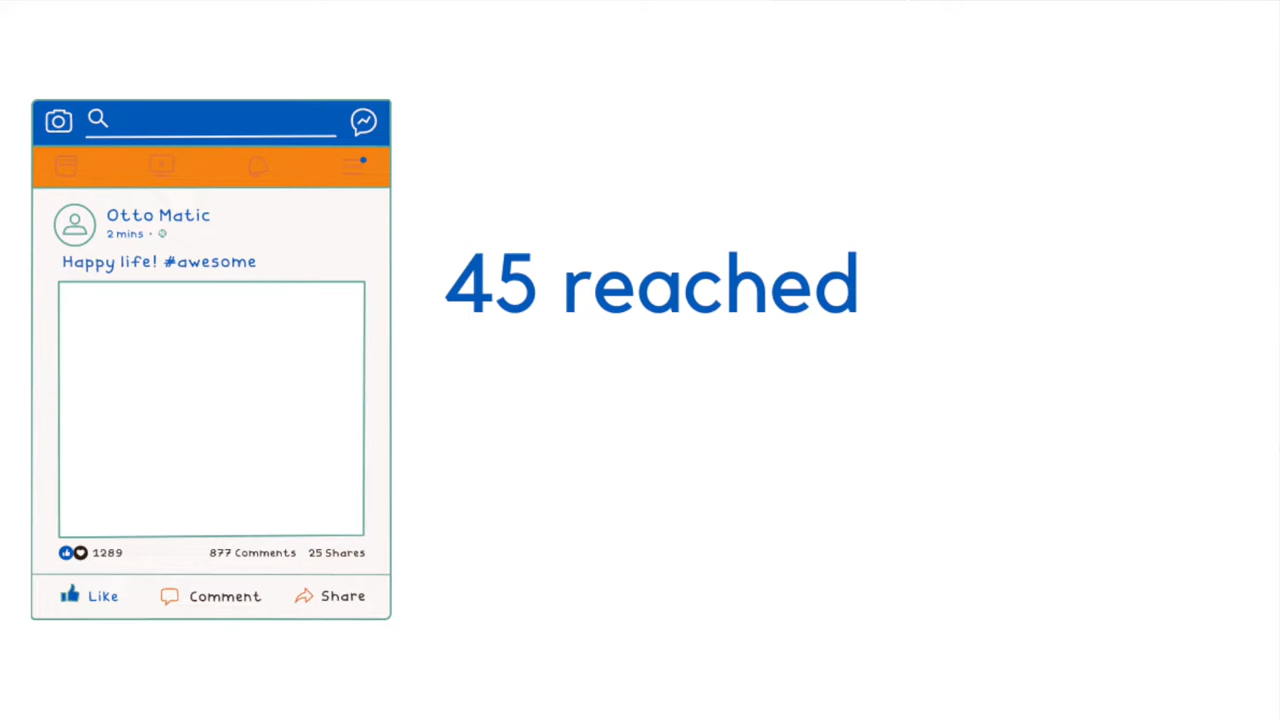 Otto Matic
2 mins ·
Happy life! #awesome
45 reached
1289 877 Comments 25 Shares
Like Comment Share